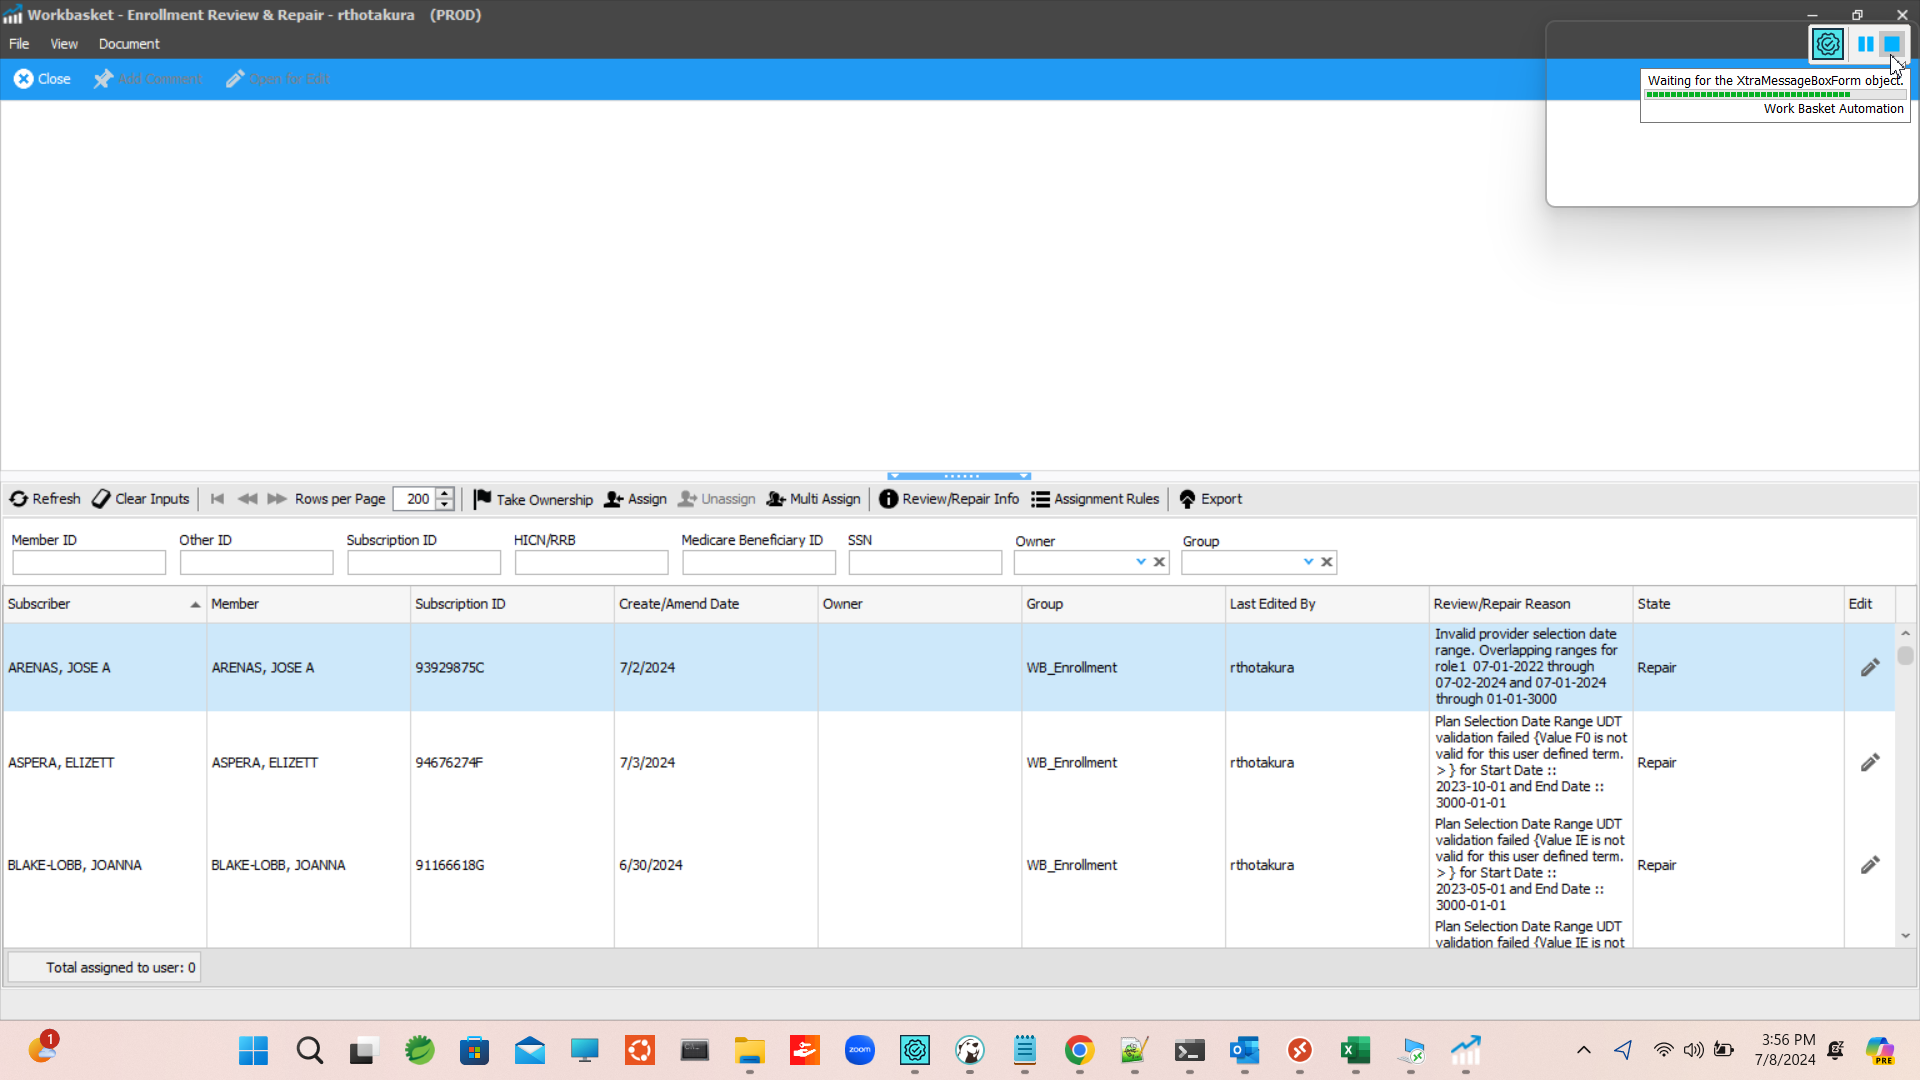 Workbasket - Enrollment Review & Repair - rthotakura (PROD)
File View Document
Close Add Comment Open for Edit
Waiting for the XtraMessageBoxForm object.
Work Basket Automation
Refresh Clear Inputs Rows per Page 200 Take Ownership Assign Unassign Multi Assign Review/Repair Info Assignment Rules Export
Member ID Other ID Subscription ID HICN/RRB Medicare Beneficiary ID SSN Owner Group
Subscriber Member Subscription ID Create/Amend Date Owner Group Last Edited By Review/Repair Reason State Edit
ARENAS, JOSE A ARENAS, JOSE A 93929875C 7/2/2024 WB_Enrollment rthotakura
Invalid provider selection date
range. Overlapping ranges for
role1 07-01-2022 through
07-02-2024 and 07-01-2024
through 01-01-3000
Repair
ASPERA, ELIZETT ASPERA, ELIZETT 94676274F 7/3/2024 WB_Enrollment rthotakura
Plan Selection Date Range UDT
validation failed {Value F0 is not
valid for this user defined term.
> } for Start Date ::
2023-10-01 and End Date ::
3000-01-01
Repair
BLAKE-LOBB, JOANNA BLAKE-LOBB, JOANNA 91166618G 6/30/2024 WB_Enrollment rthotakura
Plan Selection Date Range UDT
validation failed {Value IE is not
valid for this user defined term.
> } for Start Date ::
2023-05-01 and End Date ::
3000-01-01
Repair
Plan Selection Date Range UDT
validation failed {Value IE is not
Total assigned to user: 0
1
zoom
3:56 PM
7/8/2024
PRE